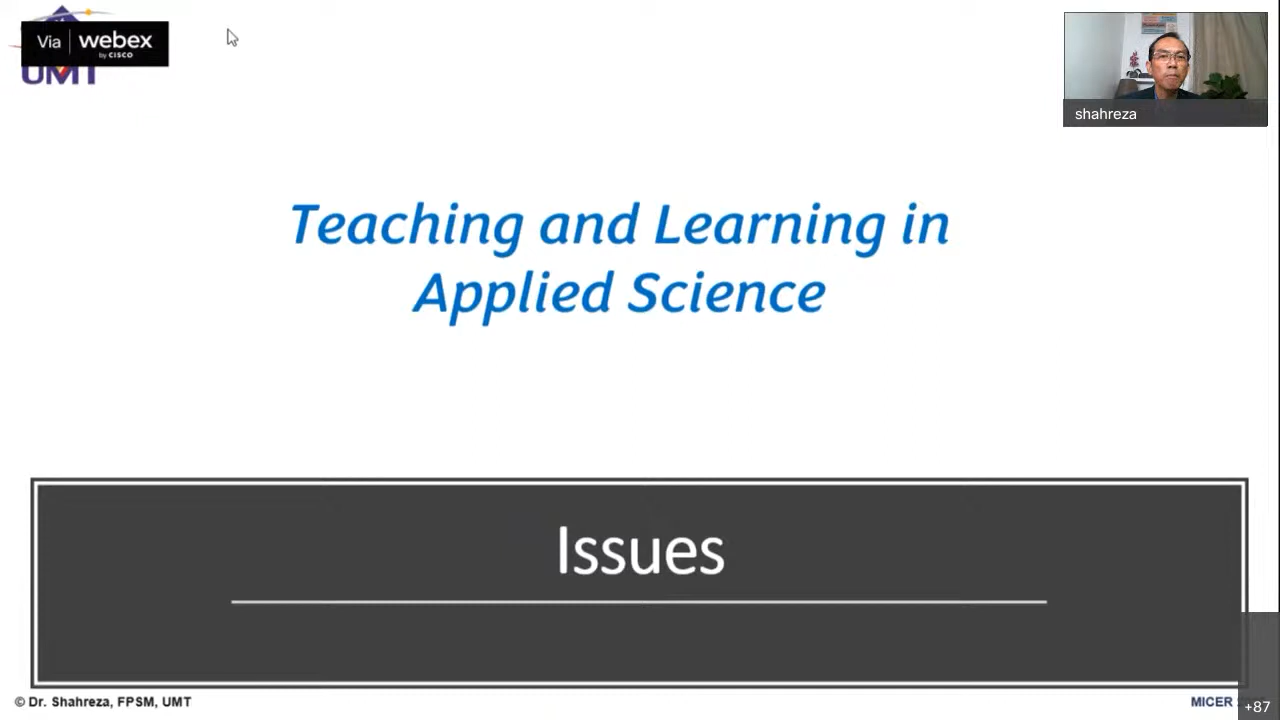 Via webex
by CISCO
UMT
shahreza
Teaching and Learning in
Applied Science
Issues
© Dr. Shahreza, FPSM, UMT
MICER
+87